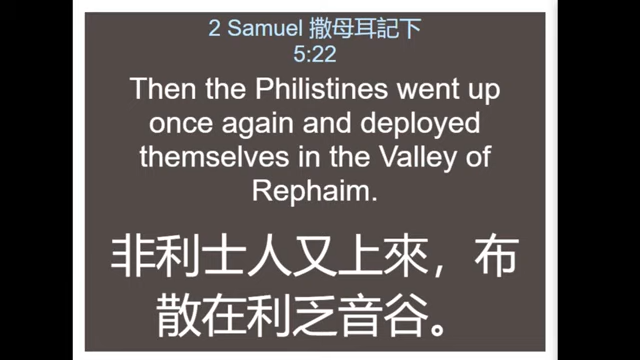 2 Samuel 撒母耳記下
5:22
Then the Philistines went up
once again and deployed
themselves in the Valley of
Rephaim.
非利士人又上來，布
散在利乏音谷。